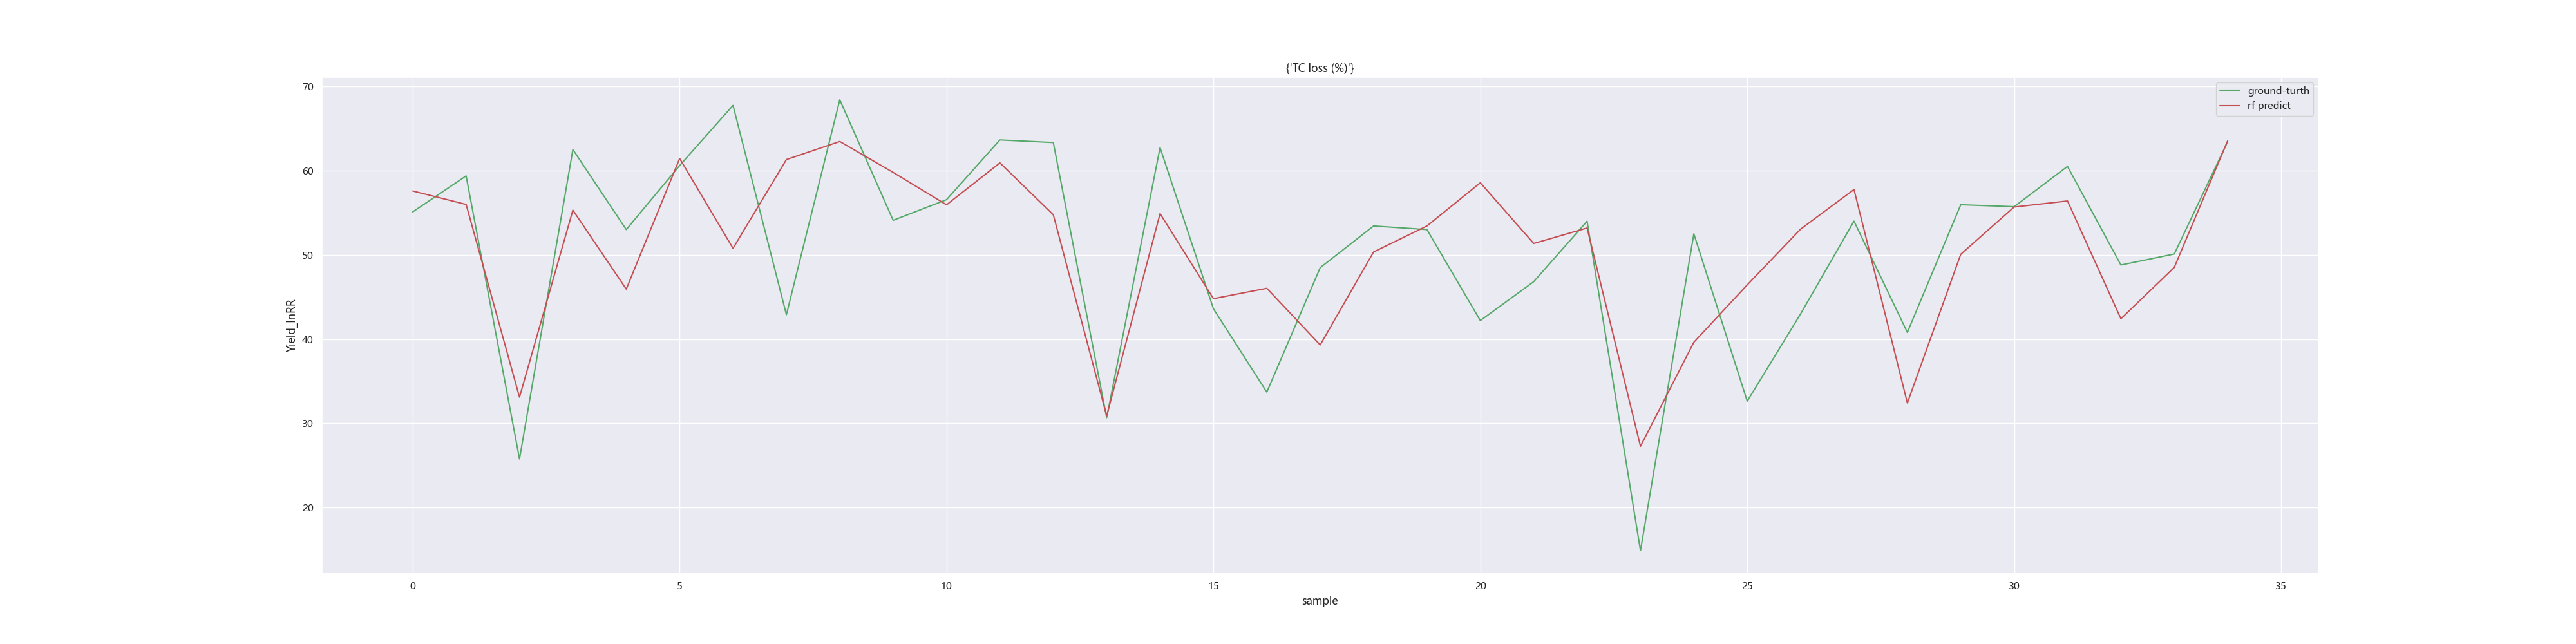 {'TC loss (%)'}
70
60
50
40
30
20
Yield_lnRR
ground-turth
rf predict
0 5 10 15 20 25 30 35
sample